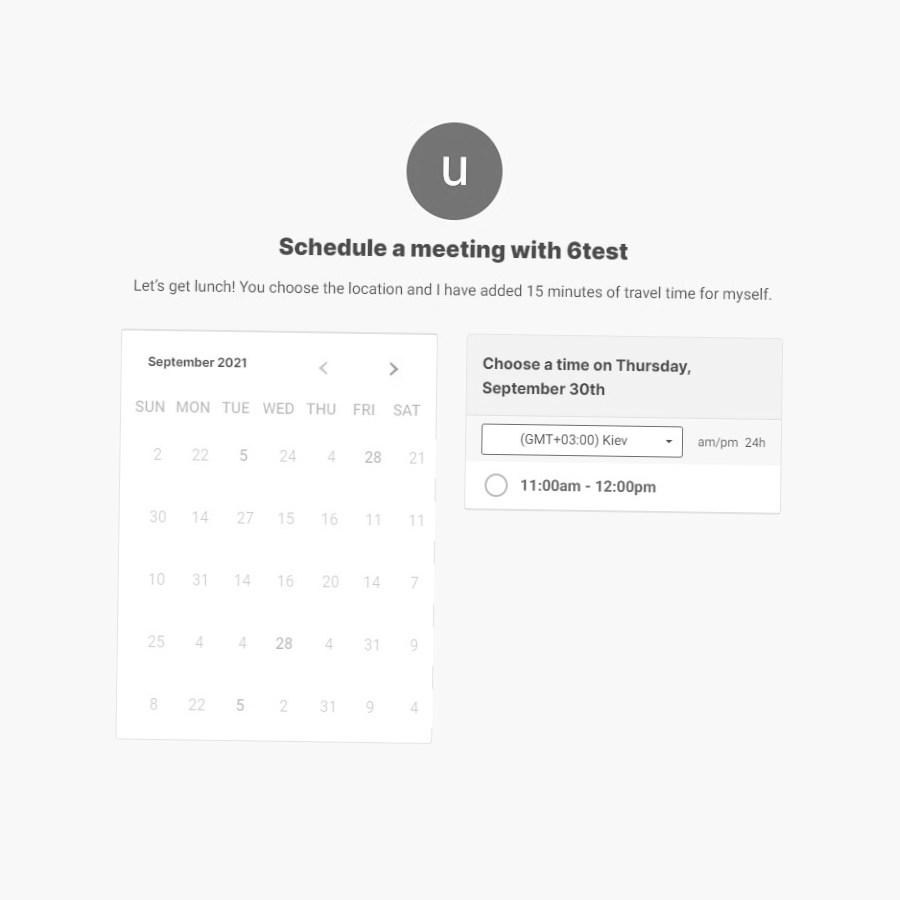 u
Schedule a meeting with 6test
Let's get lunch! You choose the location and I have added 15 minutes of travel time for myself.
September 2021
SUN MON TUE WED THU FRI SAT
2 22 5 24 4 28 21
30 14 27 15 16 11 11
10 31 14 16 20 14 7
25 4 4 28 4 31 9
8 22 5 2 31 9 4
Choose a time on Thursday,
September 30th
(GMT+03:00) Kiev
am/pm 24h
11:00am - 12:00pm